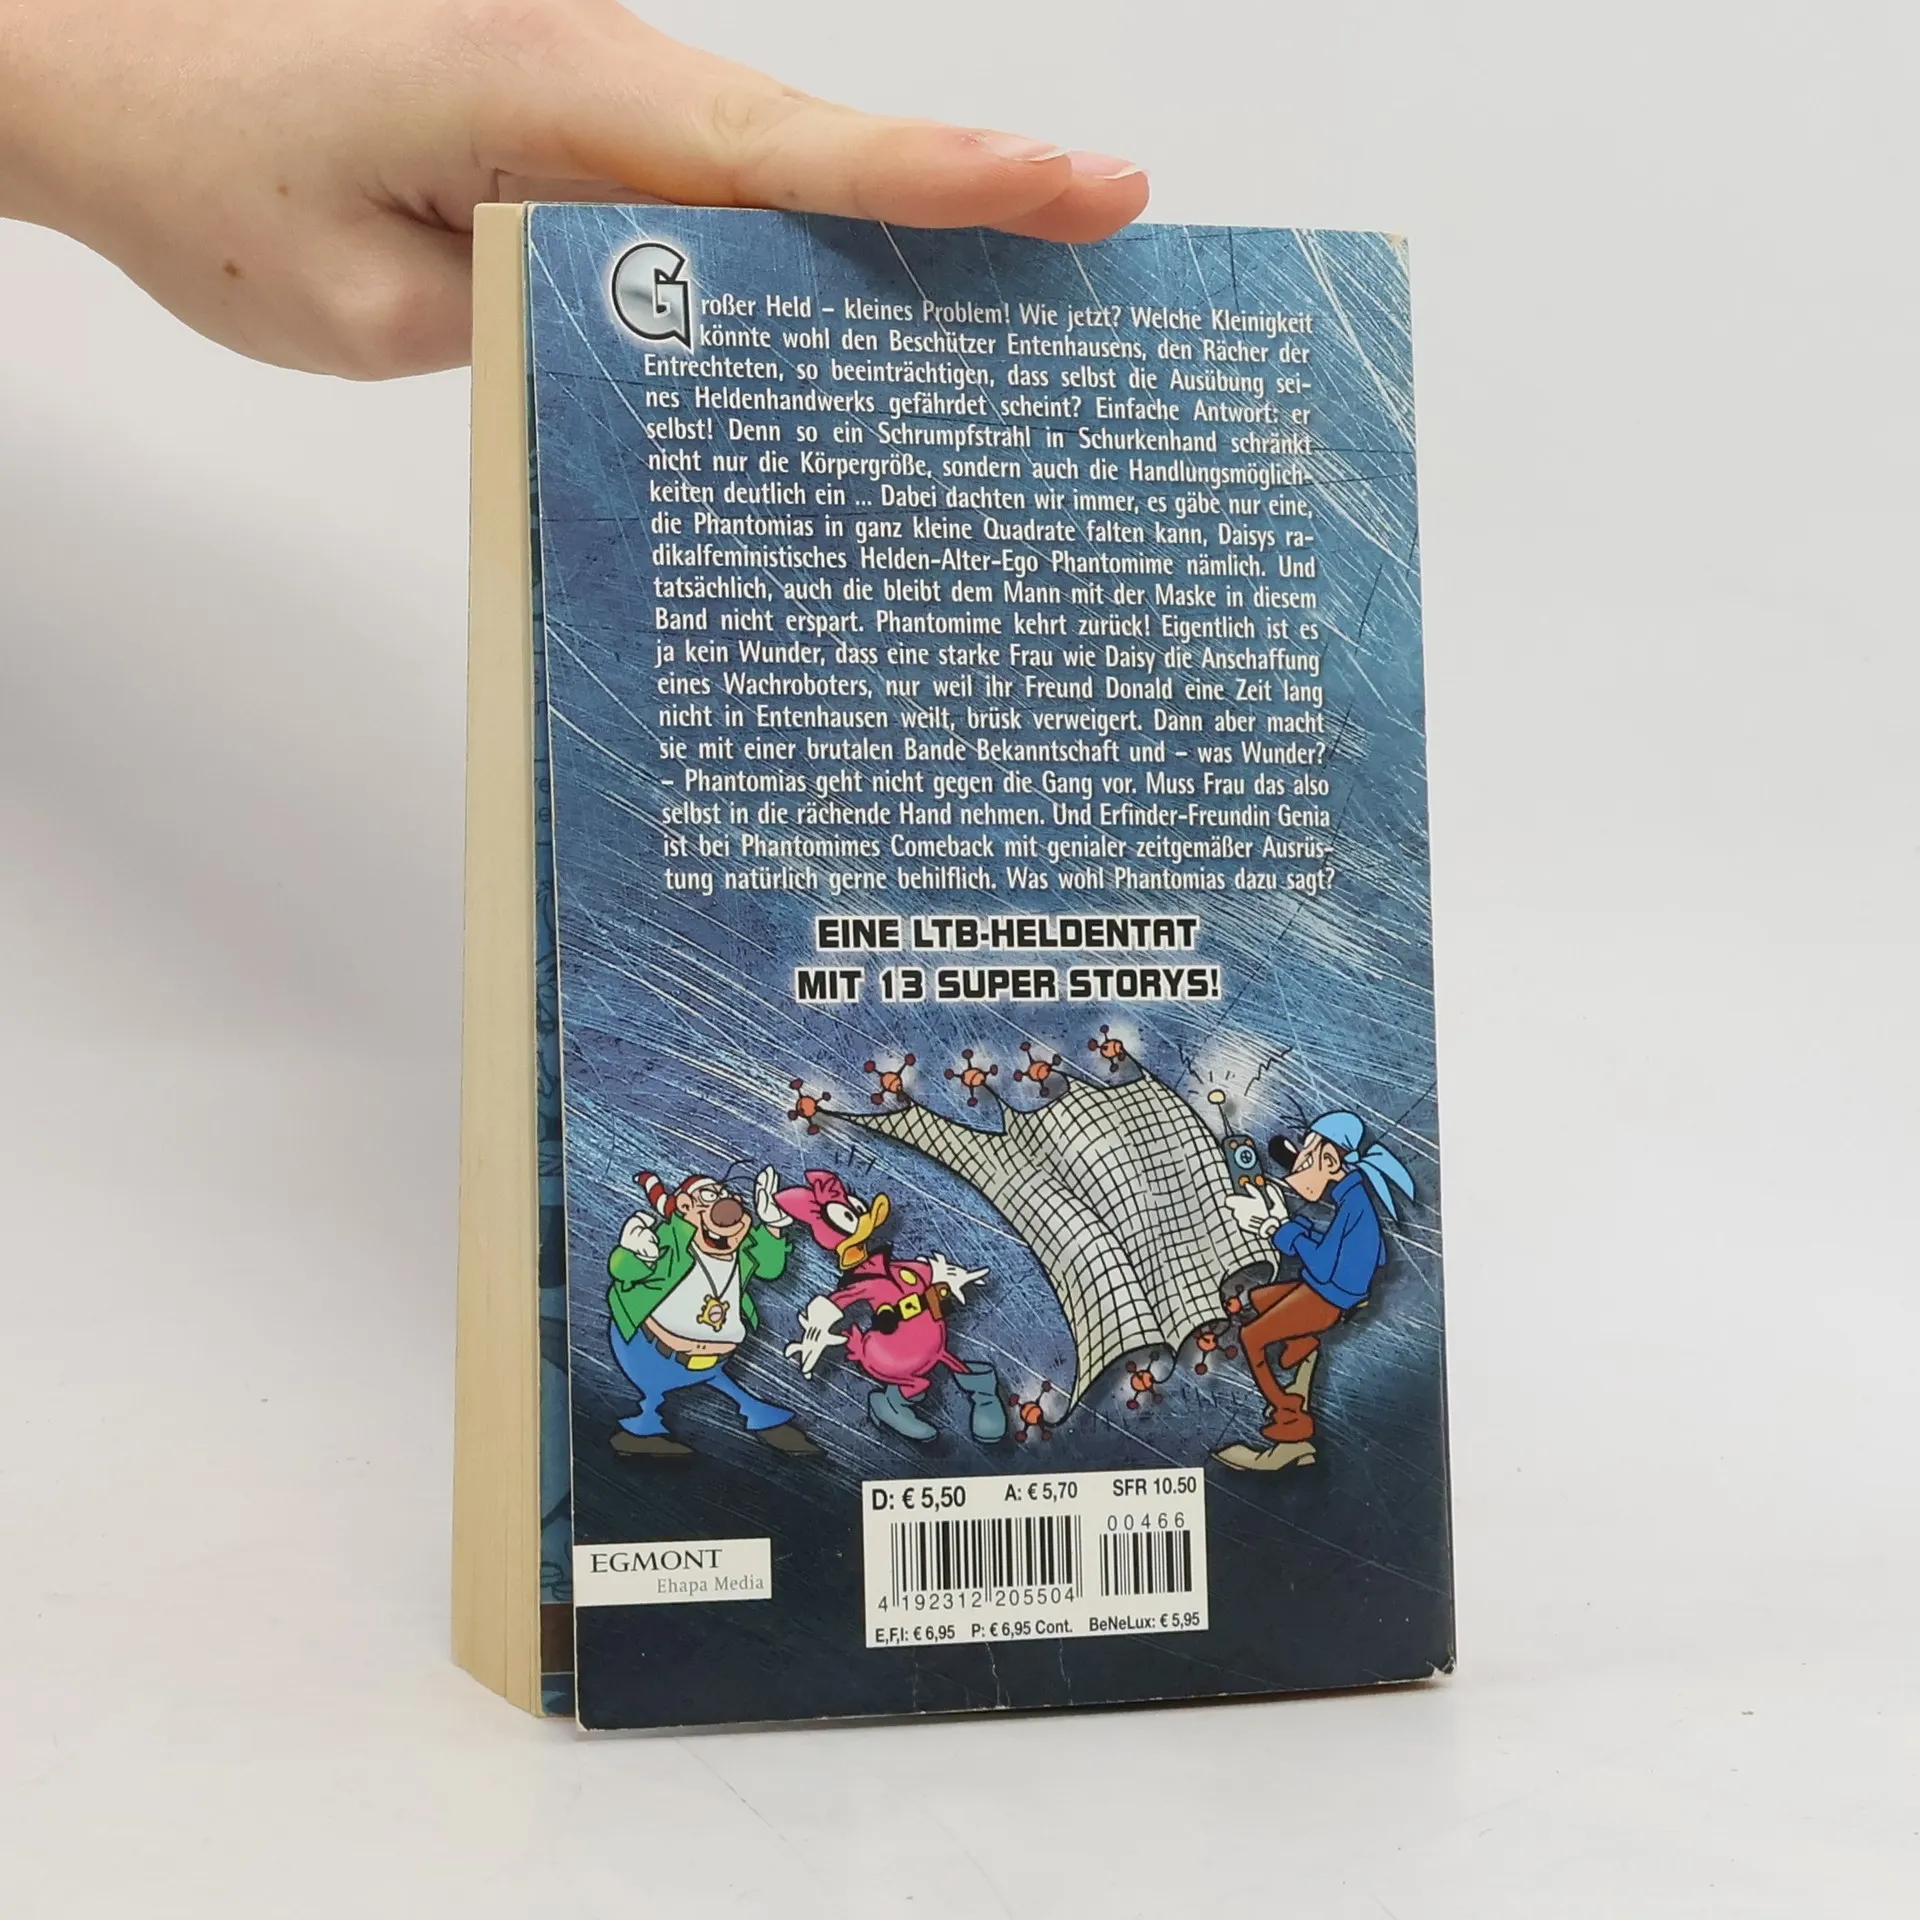 Großer Held – kleines Problem! Wie jetzt? Welche Kleinigkeit
könnte wohl den Beschützer Entenhausens, den Rächer der
Entrechteten, so beeinträchtigen, dass selbst die Ausübung sei-
nes Heldenhandwerks gefährdet scheint? Einfache Antwort: er
selbst! Denn so ein Schrumpfstrahl in Schurkenhand schränkt
nicht nur die Körpergröße, sondern auch die Handlungsmöglich-
keiten deutlich ein ... Dabei dachten wir immer, es gäbe nur eine,
die Phantomias in ganz kleine Quadrate falten kann, Daisys ra-
dikalfeministisches Helden-Alter-Ego Phantomime nämlich. Und
tatsächlich, auch die bleibt dem Mann mit der Maske in diesem
Band nicht erspart. Phantomime kehrt zurück! Eigentlich ist es
ja kein Wunder, dass eine starke Frau wie Daisy die Anschaffung
eines Wachroboters, nur weil ihr Freund Donald eine Zeit lang
nicht in Entenhausen weilt, brüsk verweigert. Dann aber macht
sie mit einer brutalen Bande Bekanntschaft und – was Wunder?
– Phantomias geht nicht gegen die Gang vor. Muss Frau das also
selbst in die rächende Hand nehmen. Und Erfinder-Freundin Genia
ist bei Phantomimes Comeback mit genialer zeitgemäßer Ausrüs-
tung natürlich gerne behilflich. Was wohl Phantomias dazu sagt?
EINE LTB-HELDENTAT
MIT 13 SUPER STORYS!
D: € 5,50 A: € 5,70 SFR 10.50
00466
4 192312 205504
E,F,I: € 6,95 P: € 6,95 Cont. BeNeLux: € 5,95
EGMONT
Ehapa Media